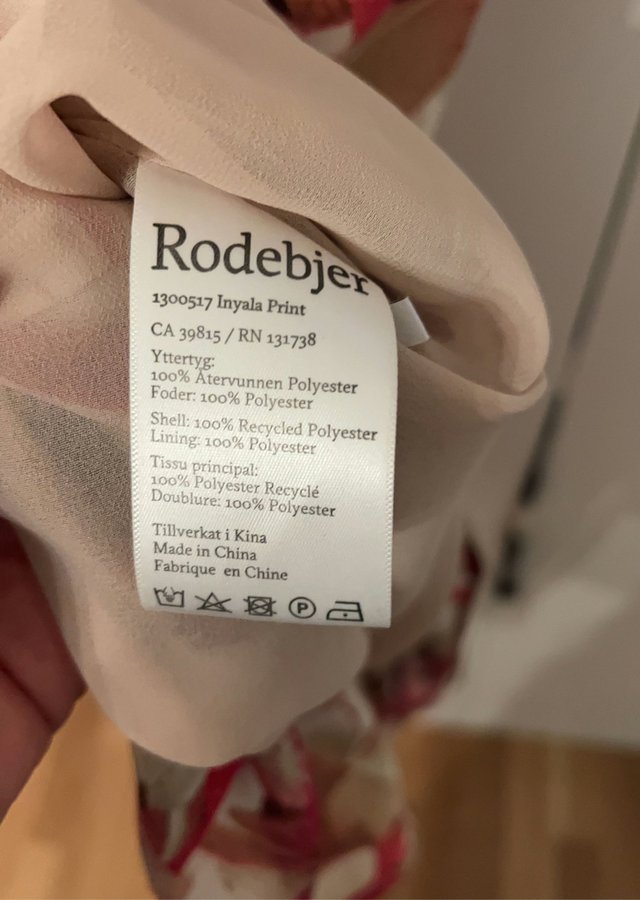 Rodebjer
1300517 Inyala Print
CA 39815 / RN 131738
Yttertyg:
100% Återvunnen Polyester
Foder: 100% Polyester
Shell: 100% Recycled Polyester
Lining: 100% Polyester
Tissu principal:
100% Polyester Recyclé
Doublure: 100% Polyester
Tillverkat i Kina
Made in China
Fabrique en Chine
P